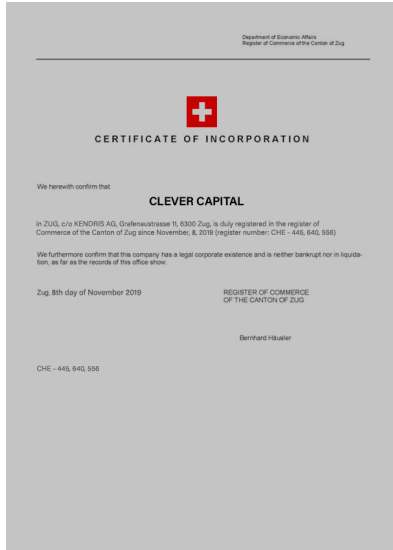 Department of Economic Affairs
Register of Commerce of the Canton of Zug
CERTIFICATE OF INCORPORATION
We herewith confirm that
CLEVER CAPITAL
in ZUG, c/o KENDRIS AG, Grafenaustrasse 11, 6300 Zug, is duly registered in the register of
Commerce of the Canton of Zug since November, 8, 2019 (register number: CHE - 445, 640, 556)
We furthermore confirm that this company has a legal corporate existence and is neither bankrupt nor in liquida-
tion, as far as the records of this office show.
Zug, 8th day of November 2019
REGISTER OF COMMERCE
OF THE CANTON OF ZUG
Bernhard Häusler
CHE - 445, 640, 556